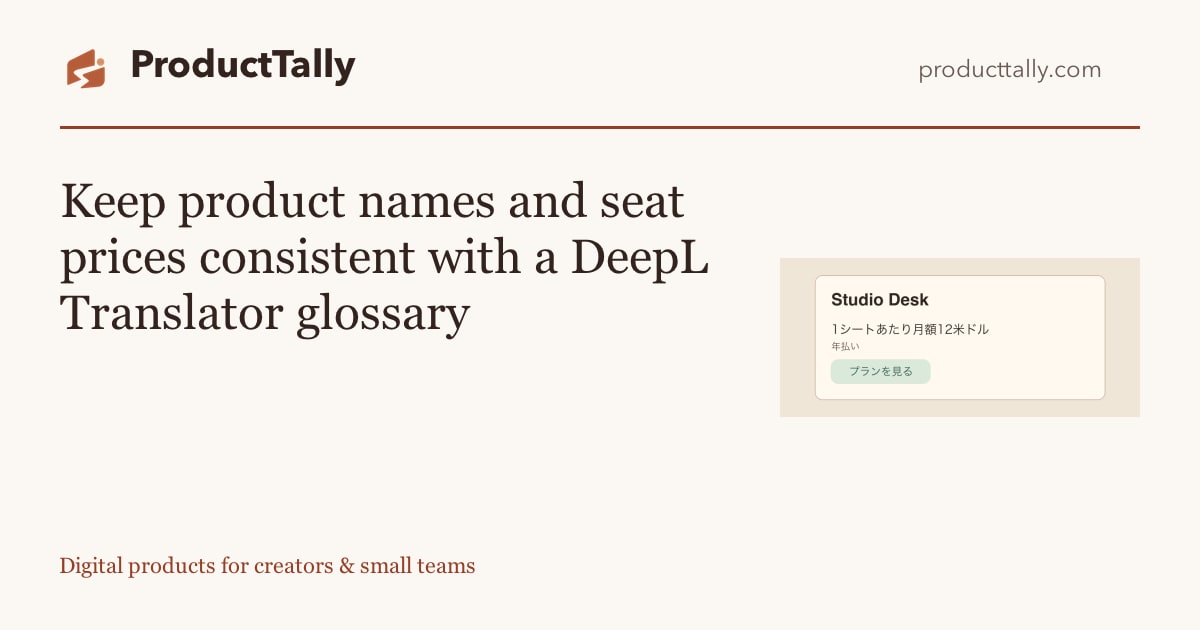 ProductTally
producttally.com
Keep product names and seat
prices consistent with a DeepL
Translator glossary
Studio Desk
1シートあたり月額12米ドル
年払い
プランを見る
Digital products for creators & small teams